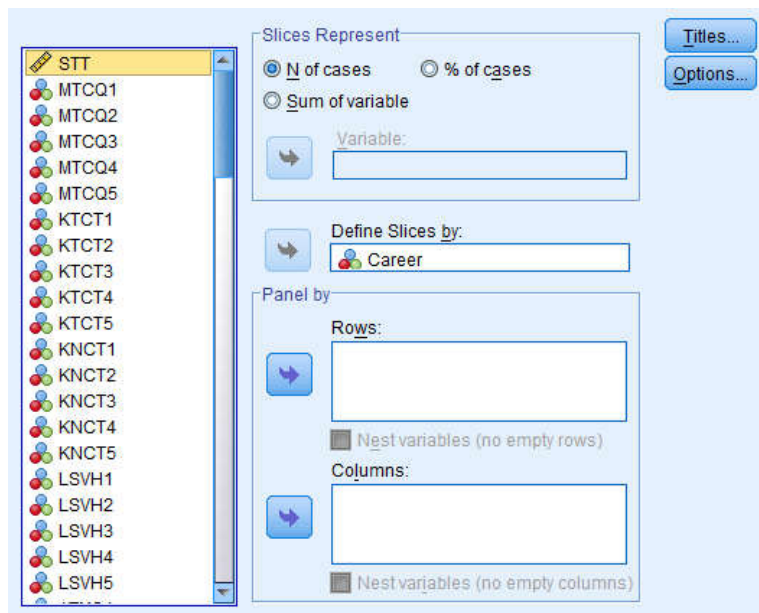 STT
MTCQ1
MTCQ2
MTCQ3
MTCQ4
MTCQ5
KTCT1
KTCT2
KTCT3
KTCT4
KTCT5
KNCT1
KNCT2
KNCT3
KNCT4
KNCT5
LSVH1
LSVH2
LSVH3
LSVH4
LSVH5
Slices Represent
N of cases % of cases
Sum of variable
Variable:
Define Slices by:
Career
Panel by
Rows:
Nest variables (no empty rows)
Columns:
Nest variables (no empty columns)
Titles...
Options...